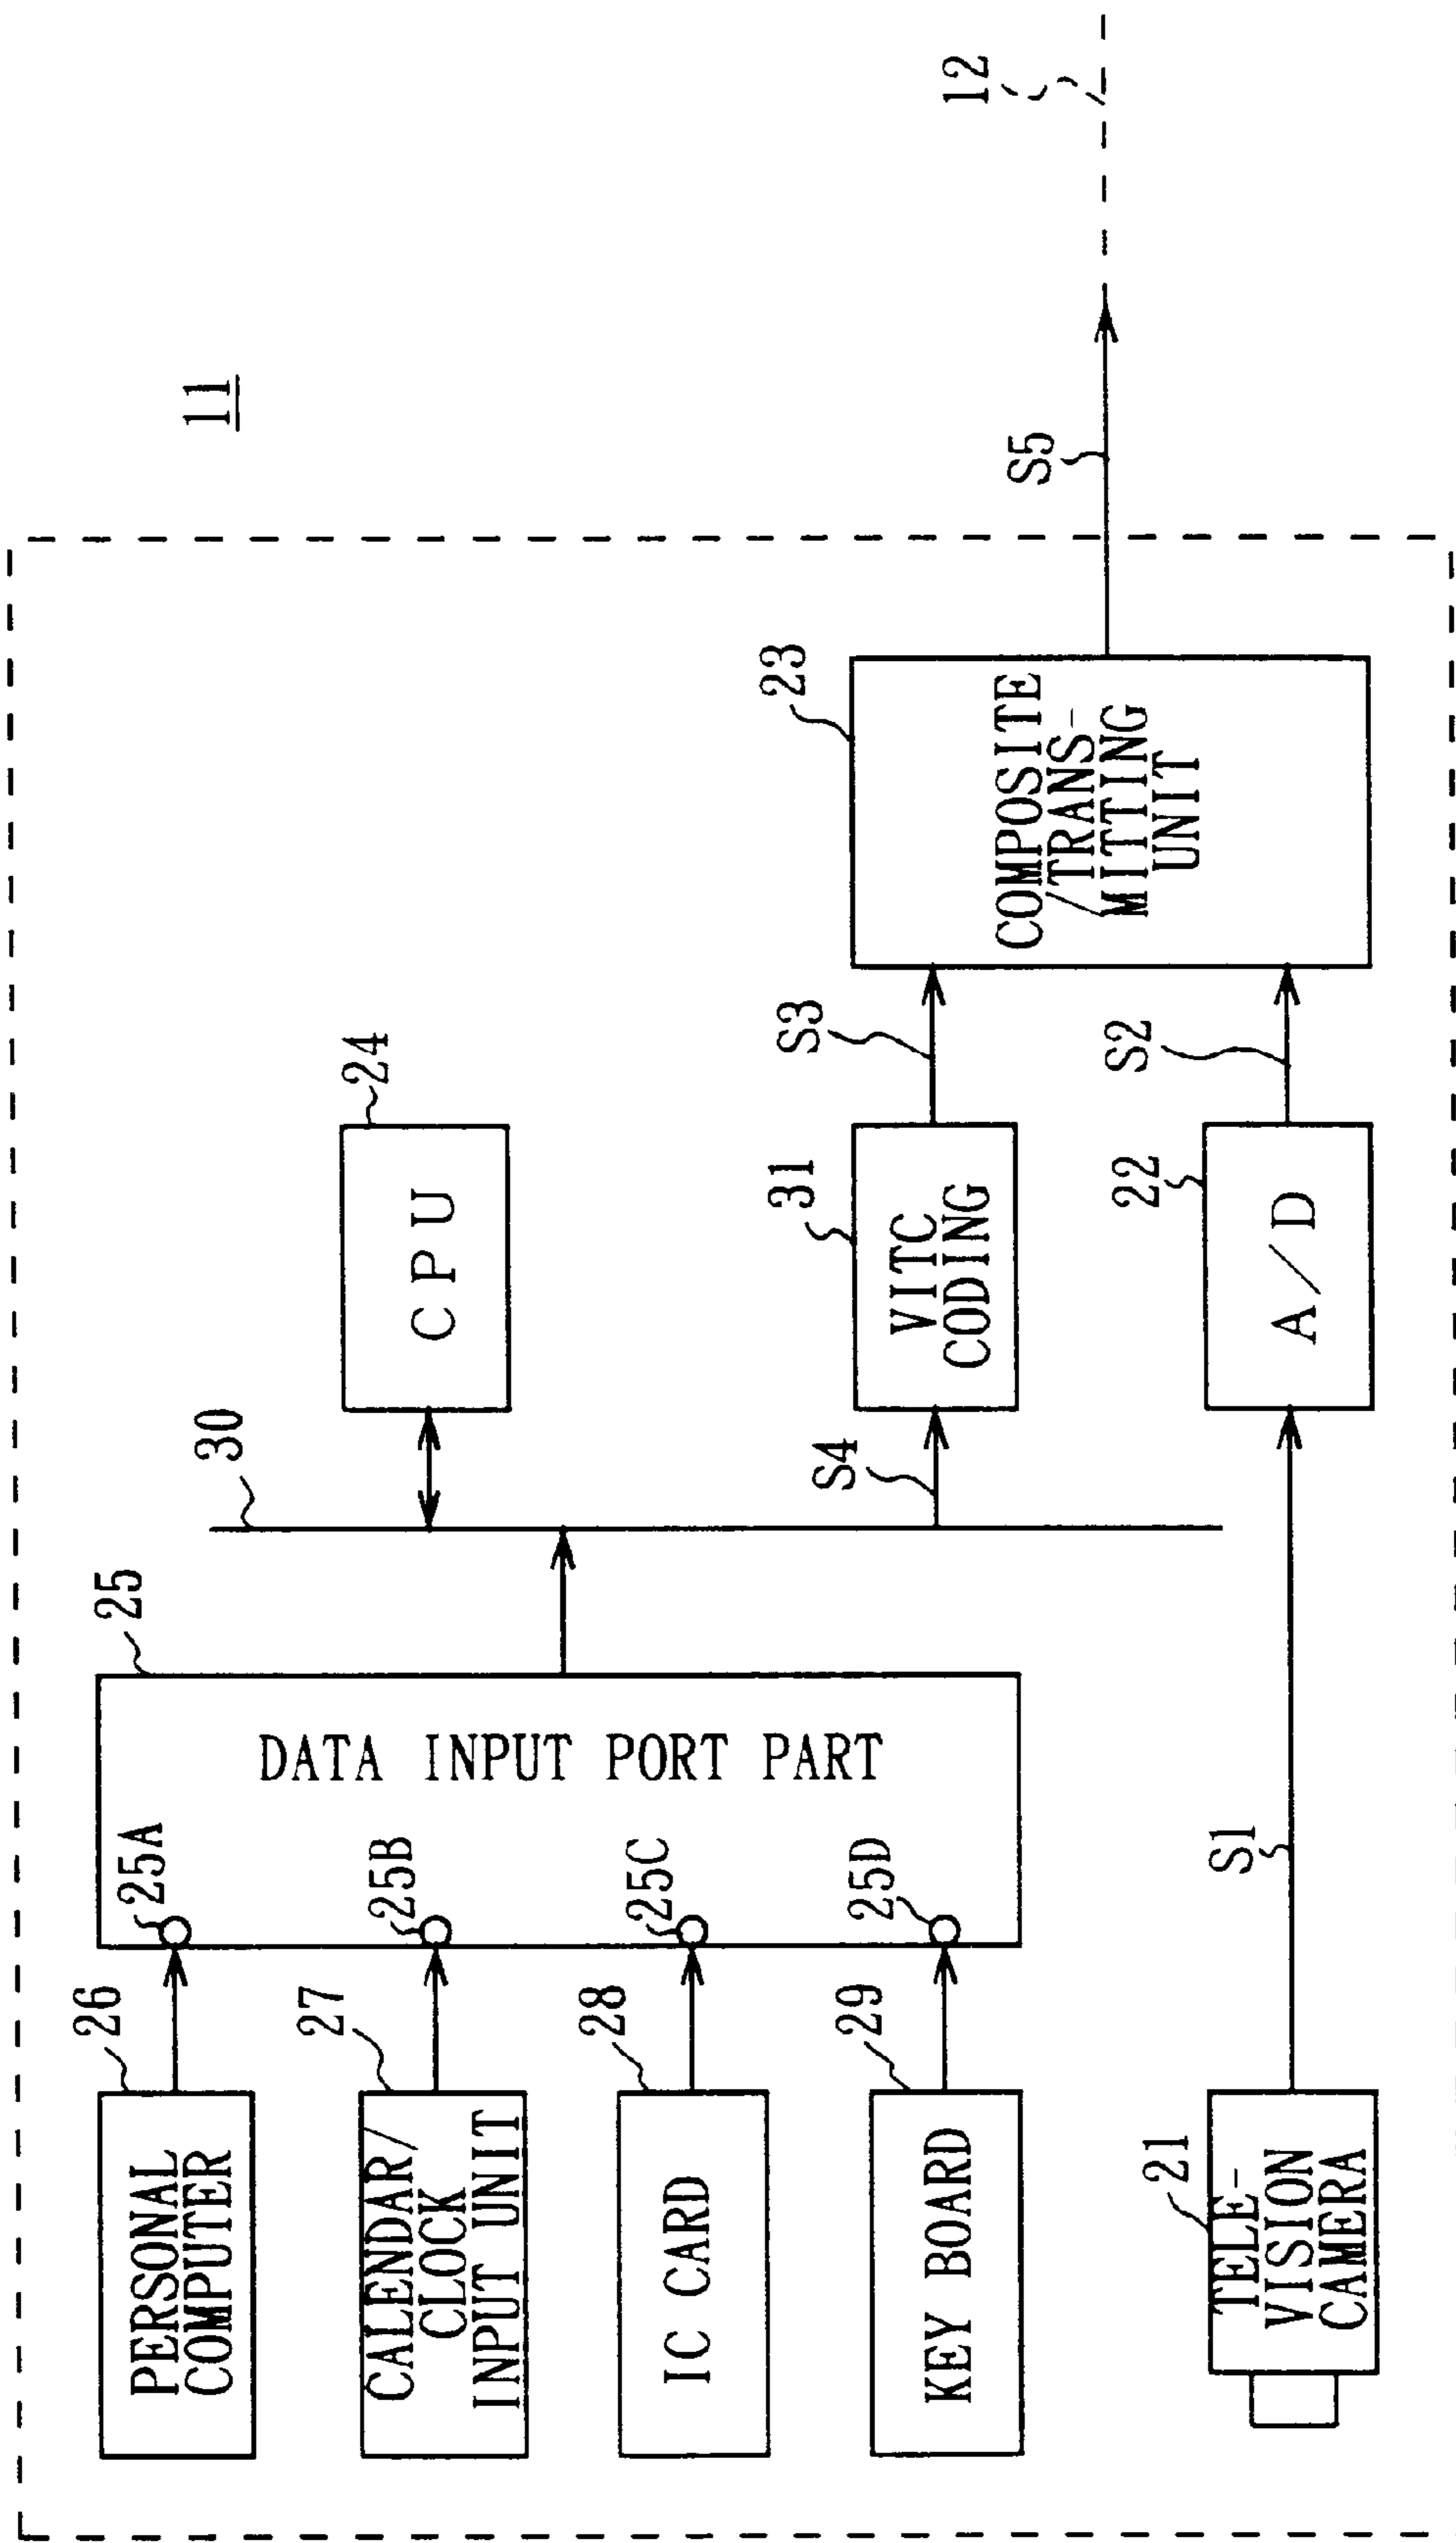 11
26
PERSONAL
COMPUTER
25A
25
30
24
CPU
27
CALENDAR/
CLOCK
INPUT UNIT
25B
DATA INPUT PORT PART
28
IC CARD
25C
29
KEY BOARD
25D
S4
31
VITC
CODING
S3
23
COMPOSITE
/TRANS-
MITTING
UNIT
S5
12
21
TELE-
VISION
CAMERA
S1
22
A/D
S2